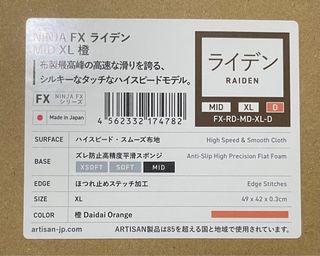 NINJA FX ライデン
MID XL 橙
布製最高峰の高速な滑りを誇る、
シルキーなタッチなハイスピードモデル。
FX NINJA FX シリーズ
Made in Japan
4 562332 174782
ライデン
RAIDEN
MID XL D
FX-RD-MD-XL-D
SURFACE ハイスピード・スムーズ布地 High Speed & Smooth Cloth
BASE ズレ防止高精度平滑スポンジ Anti-Slip High Precision Flat Foam
XSOFT SOFT MID
EDGE ほつれ止めステッチ加工 Edge Stitches
SIZE XL 49 x 42 x 0.3cm
COLOR 橙 Daidai Orange
artisan-jp.com ARTISAN製品は85を超える国と地域で使用されています。